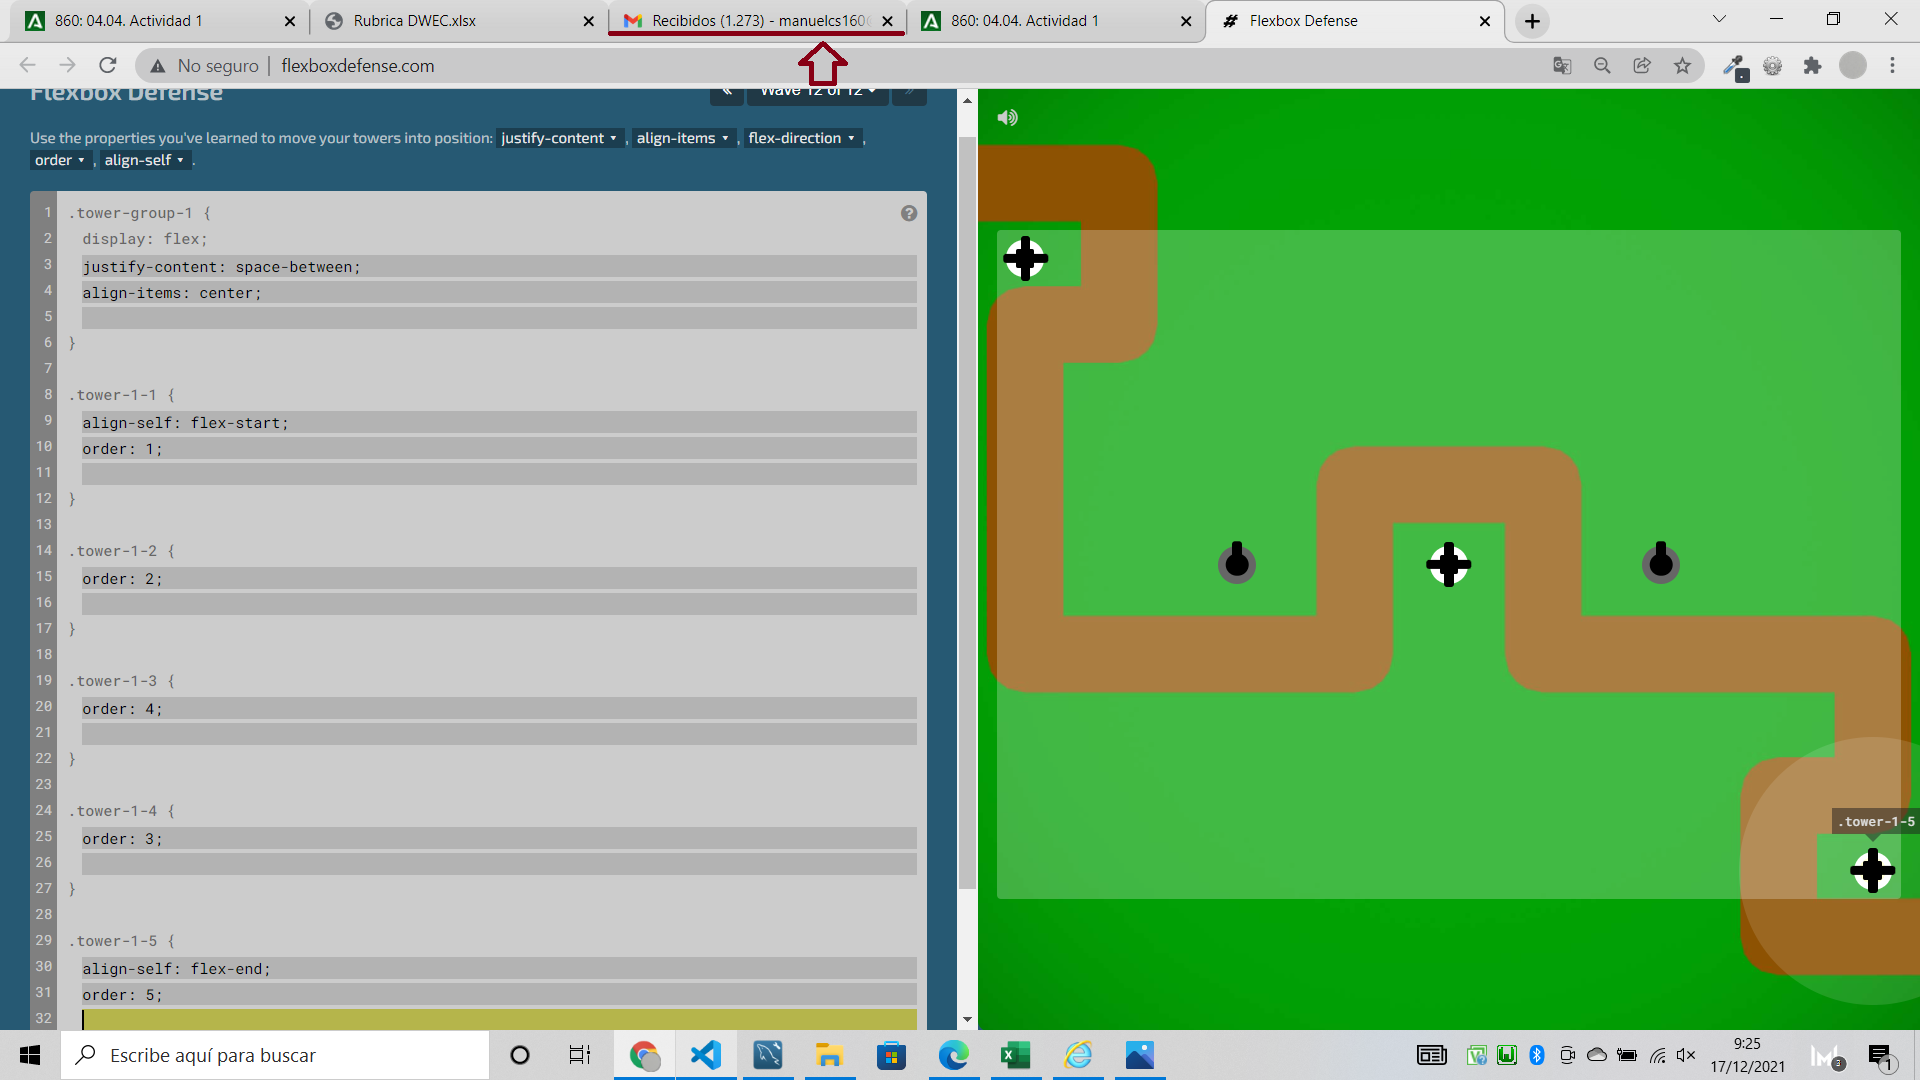 860: 04.04. Actividad 1
Rubrica DWEC.xlsx
Recibidos (1.273) - manuelcs160
860: 04.04. Actividad 1
Flexbox Defense
No seguro
flexboxdefense.com
Flexbox Defense
Wave 12 of 12
Use the properties you've learned to move your towers into position: justify-content , align-items , flex-direction ,
order , align-self .
1 .tower-group-1 {
2 display: flex;
3 justify-content: space-between;
4 align-items: center;
5
6 }
7
8 .tower-1-1 {
9 align-self: flex-start;
10 order: 1;
11
12 }
13
14 .tower-1-2 {
15 order: 2;
16
17 }
18
19 .tower-1-3 {
20 order: 4;
21
22 }
23
24 .tower-1-4 {
25 order: 3;
26
27 }
28
29 .tower-1-5 {
30 align-self: flex-end;
31 order: 5;
32
.tower-1-5
Escribe aquí para buscar
9:25
17/12/2021
3
1